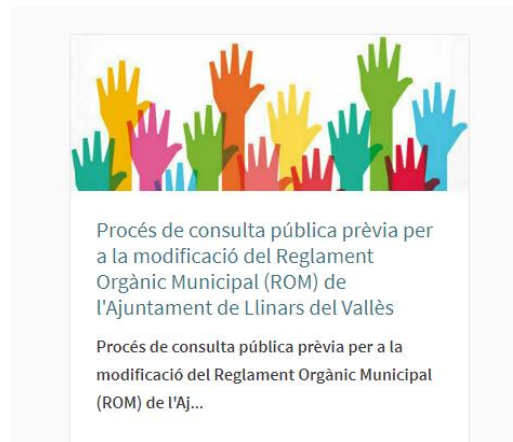 Procés de consulta pública prèvia per
a la modificació del Reglament
Orgànic Municipal (ROM) de
l'Ajuntament de Llinars del Vallès
Procés de consulta pública prèvia per a la
modificació del Reglament Orgànic Municipal
(ROM) de l'Aj...